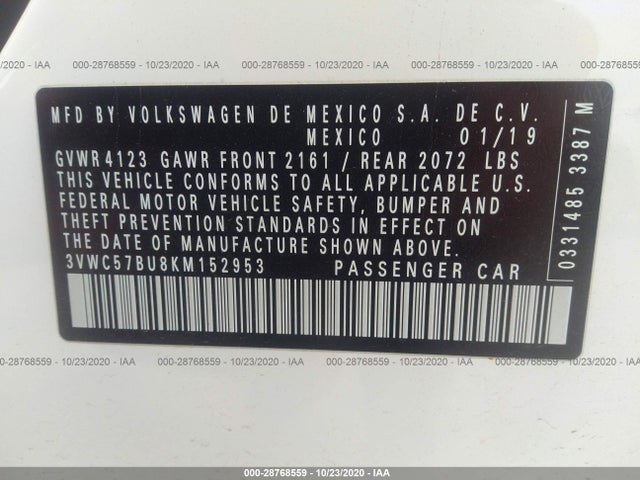 000-28768559 - 10/23/2020 - IAA
MFD BY VOLKSWAGEN DE MEXICO S.A. DE C.V.
MEXICO 01/19
GVWR 4123 GAWR FRONT 2161 / REAR 2072 LBS
THIS VEHICLE CONFORMS TO ALL APPLICABLE U.S.
FEDERAL MOTOR VEHICLE SAFETY, BUMPER AND
THEFT PREVENTION STANDARDS IN EFFECT ON
THE DATE OF MANUFACTURE SHOWN ABOVE.
3VWC57BU8KM152953 PASSENGER CAR
0331485 3387 M
000-28768559 - 10/23/2020 - IAA
000-28768559 - 10/23/2020 - IAA